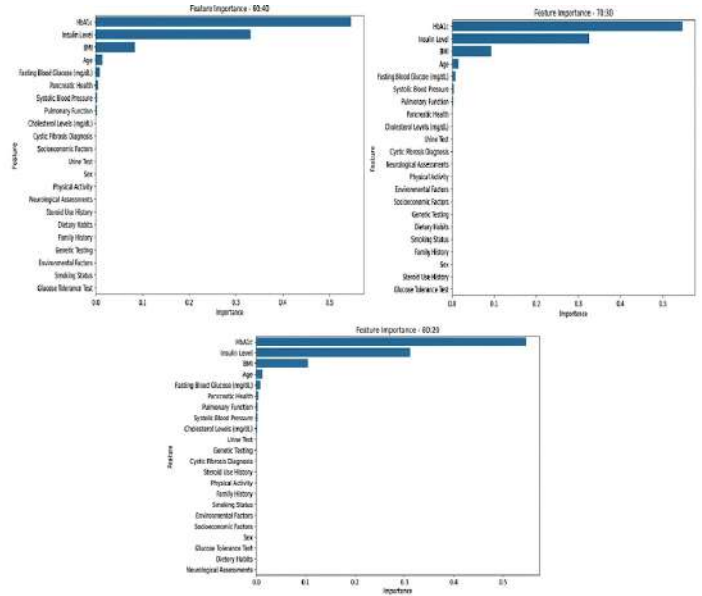 Feature Importance - 60:40
HbA1c
Insulin Level
BMI
Age
Fasting Blood Glucose (mg/dL)
Pancreatic Health
Systolic Blood Pressure
Pulmonary Function
Cholesterol Levels (mg/dL)
Cystic Fibrosis Diagnosis
Socioeconomic Factors
Urine Test
Sex
Physical Activity
Neurological Assessments
Steroid Use History
Dietary Habits
Family History
Genetic Testing
Environmental Factors
Smoking Status
Glucose Tolerance Test
Feature
0.0 0.1 0.2 0.3 0.4 0.5
Importance
Feature Importance - 70:30
HbA1c
Insulin Level
BMI
Age
Fasting Blood Glucose (mg/dL)
Systolic Blood Pressure
Pulmonary Function
Pancreatic Health
Cholesterol Levels (mg/dL)
Urine Test
Cystic Fibrosis Diagnosis
Neurological Assessments
Physical Activity
Environmental Factors
Socioeconomic Factors
Genetic Testing
Dietary Habits
Smoking Status
Family History
Sex
Steroid Use History
Glucose Tolerance Test
Feature
0.0 0.1 0.2 0.3 0.4 0.5
Importance
Feature Importance - 80:20
HbA1c
Insulin Level
BMI
Age
Fasting Blood Glucose (mg/dL)
Pancreatic Health
Pulmonary Function
Systolic Blood Pressure
Cholesterol Levels (mg/dL)
Urine Test
Genetic Testing
Cystic Fibrosis Diagnosis
Steroid Use History
Physical Activity
Family History
Smoking Status
Environmental Factors
Socioeconomic Factors
Sex
Glucose Tolerance Test
Dietary Habits
Neurological Assessments
Feature
0.0 0.1 0.2 0.3 0.4 0.5
Importance